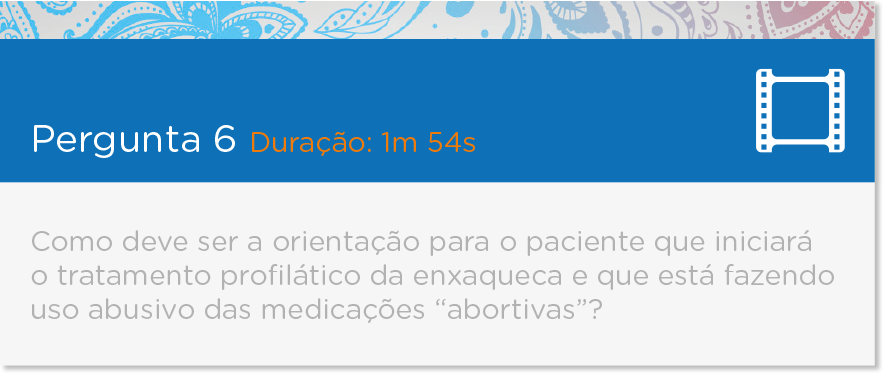 Pergunta 6 Duração: 1m 54s
Como deve ser a orientação para o paciente que iniciará
o tratamento profilático da enxaqueca e que está fazendo
uso abusivo das medicações “abortivas”?